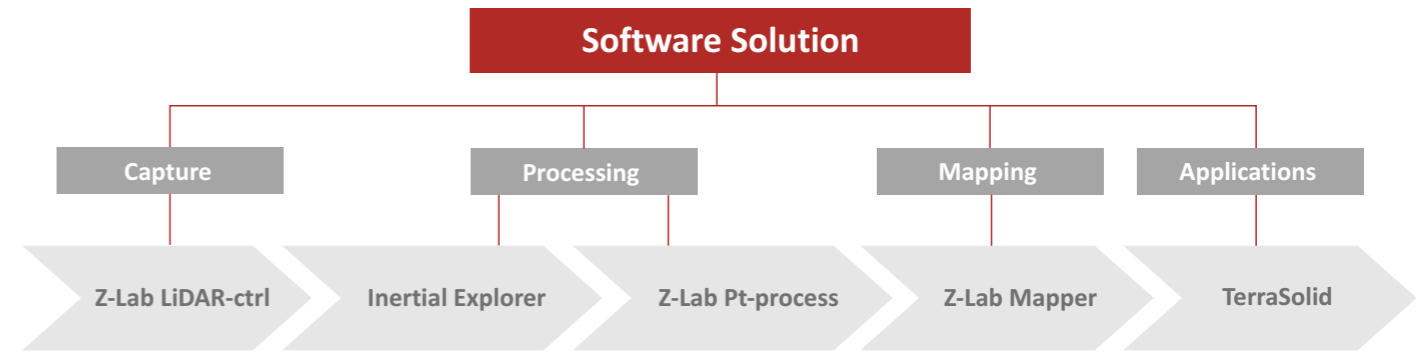 Software Solution
Capture
Processing
Mapping
Applications
Z-Lab LiDAR-ctrl
Inertial Explorer
Z-Lab Pt-process
Z-Lab Mapper
TerraSolid